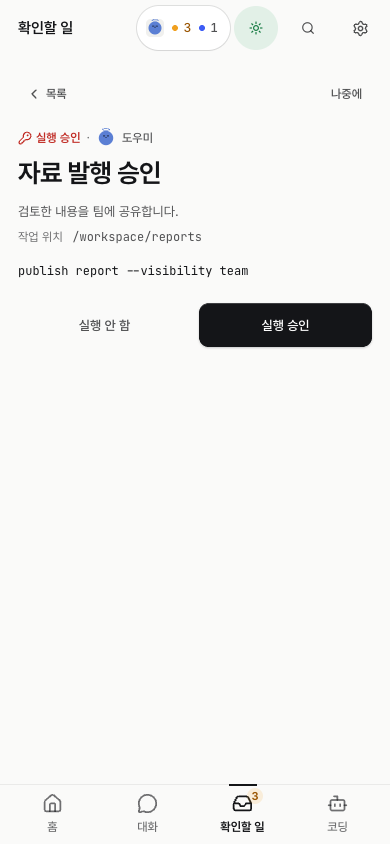 확인할 일
3
1
목록
나중에
실행 승인 · 도우미
자료 발행 승인
검토한 내용을 팀에 공유합니다.
작업 위치 /workspace/reports
publish report --visibility team
실행 안 함
실행 승인
3
홈
대화
확인할 일
코딩